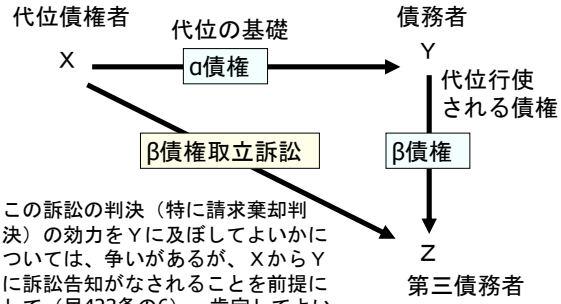 代位債権者
代位の基礎
債務者
X
α債権
Y
代位行使
される債権
β債権取立訴訟
β債権
この訴訟の判決（特に請求棄却判
決）の効力をYに及ぼしてよいかに
ついては、争いがあるが、XからY
に訴訟告知がなされることを前提に
Z
第三債務者